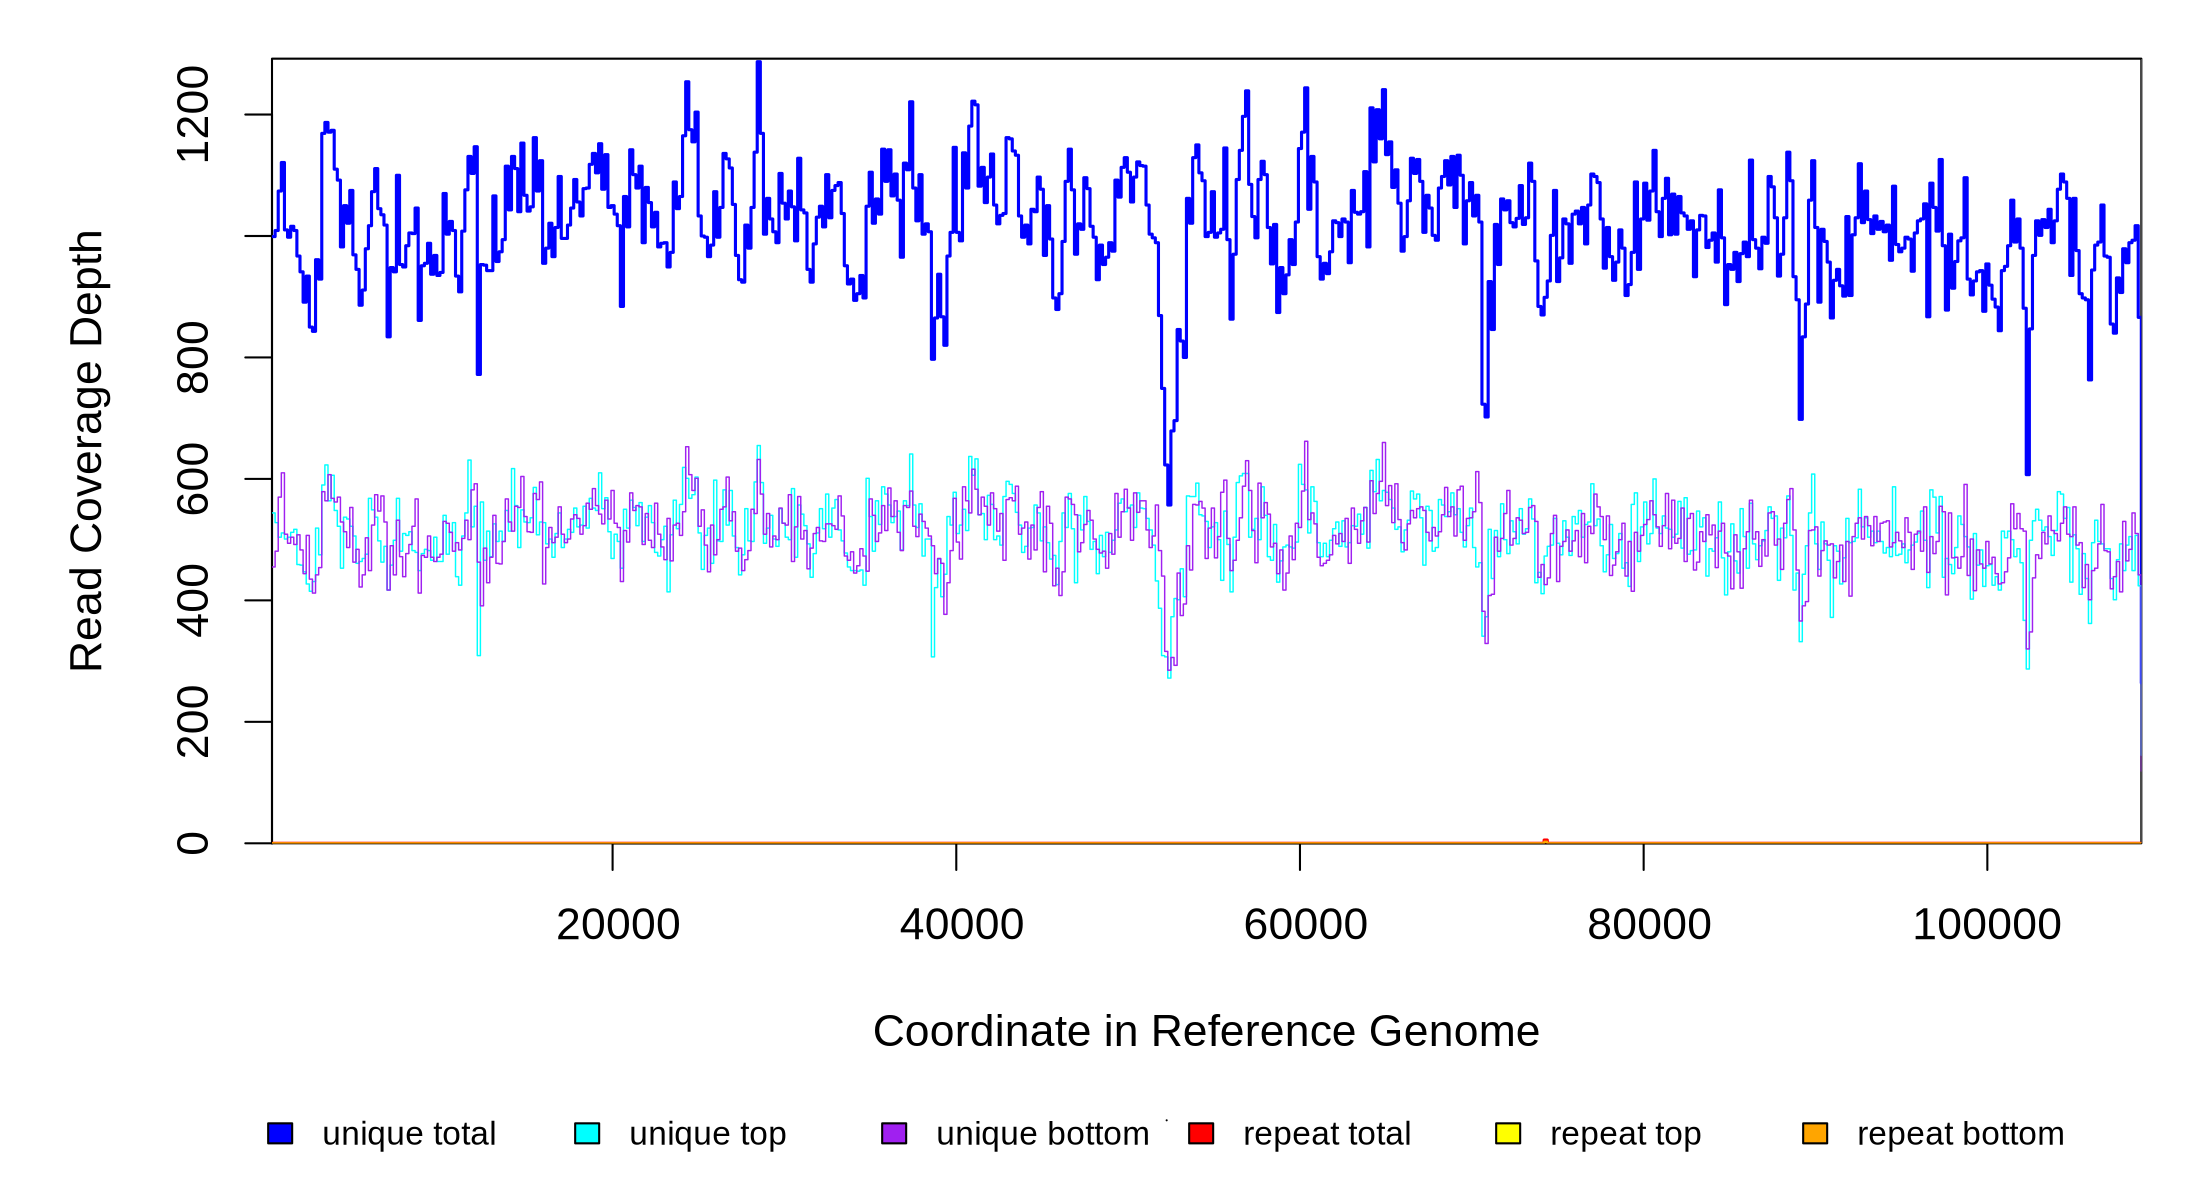 Read Coverage Depth
1200
800
600
400
200
0
20000 40000 60000 80000 100000
Coordinate in Reference Genome
unique total unique top unique bottom repeat total repeat top repeat bottom